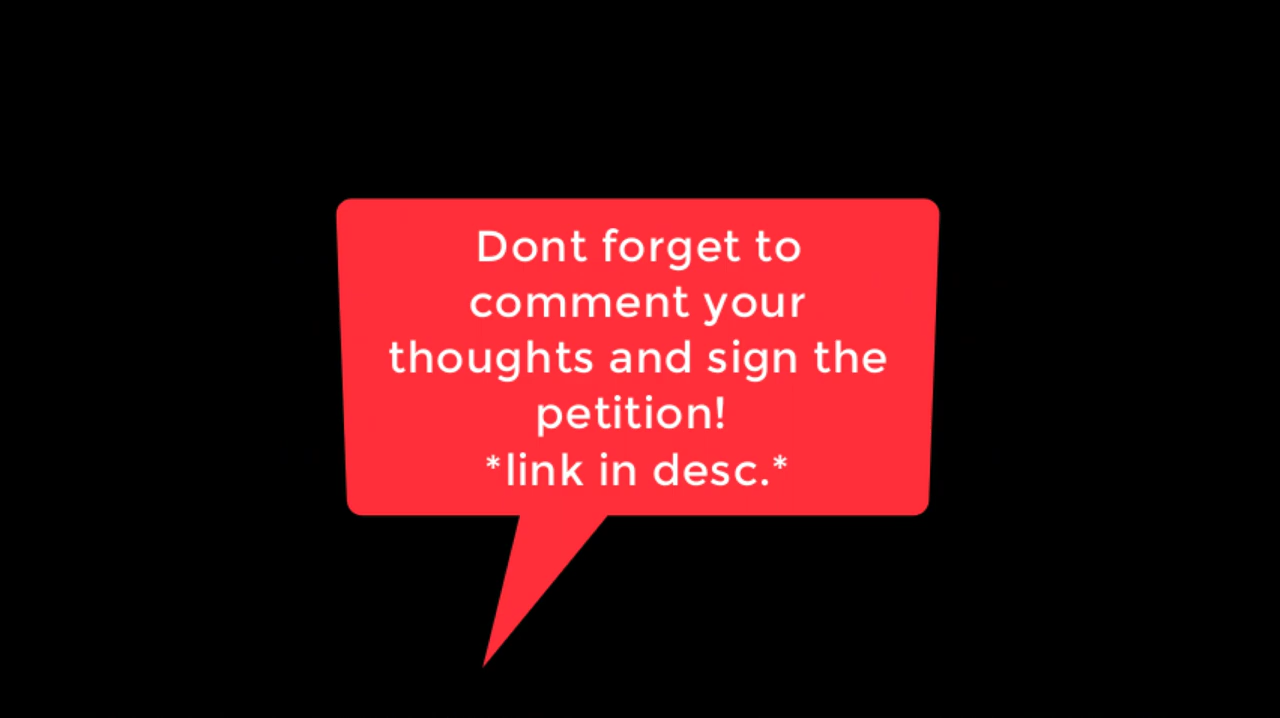 Dont forget to
comment your
thoughts and sign the
petition!
*link in desc.*